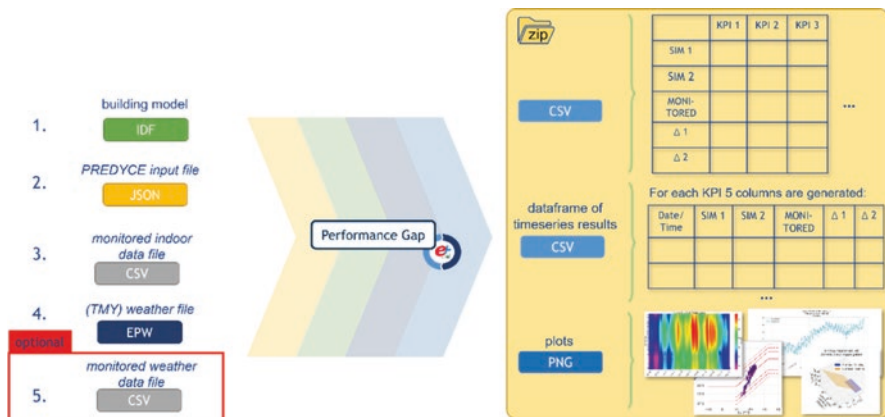 1.
building model
IDF
2.
PREDYCE input file
JSON
3.
monitored indoor
data file
CSV
4.
(TMY) weather file
EPW
optional
5.
monitored weather
data file
CSV
Performance Gap
e+
zip
CSV
KPI 1 KPI 2 KPI 3
SIM 1
SIM 2
MONI-
TORED
Δ 1
Δ 2
...
dataframe of
timeseries results
CSV
For each KPI 5 columns are generated:
Date/
Time
SIM 1
SIM 2
MONI-
TORED
Δ 1
Δ 2
...
plots
PNG